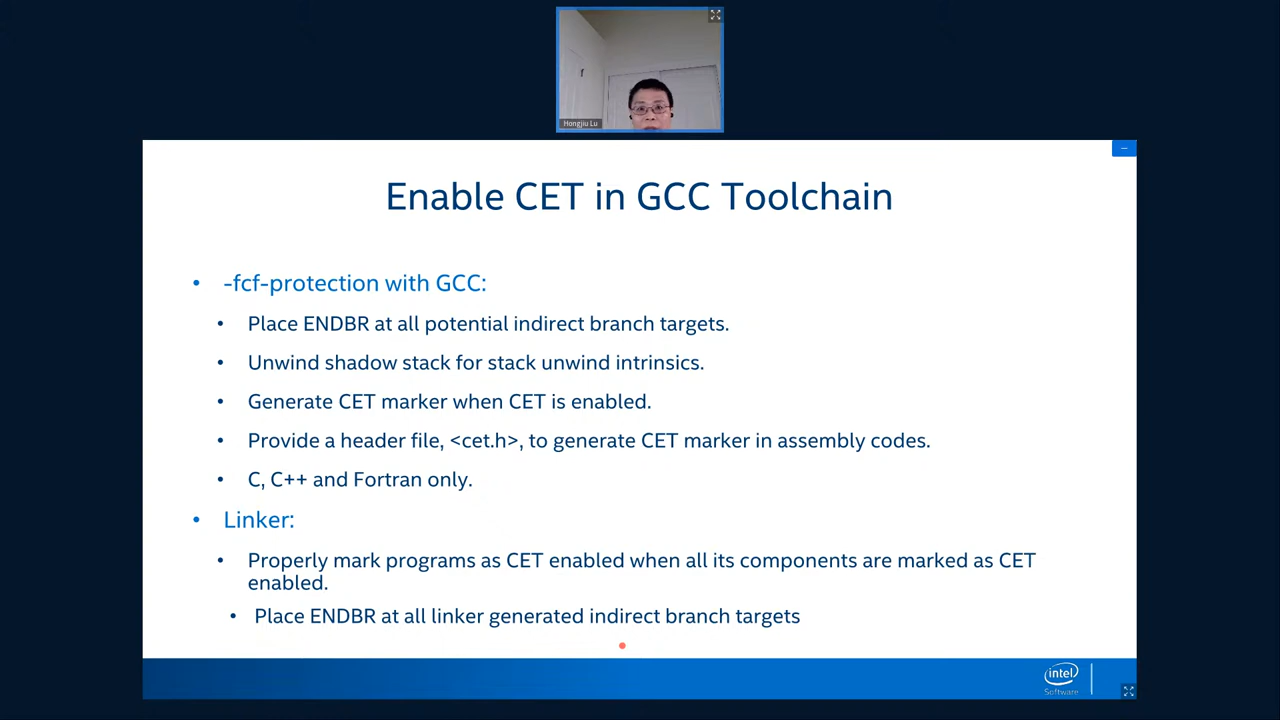 Hongjiu Lu
Enable CET in GCC Toolchain
• -fcf-protection with GCC:
• Place ENDBR at all potential indirect branch targets.
• Unwind shadow stack for stack unwind intrinsics.
• Generate CET marker when CET is enabled.
• Provide a header file, <cet.h>, to generate CET marker in assembly codes.
• C, C++ and Fortran only.
• Linker:
• Properly mark programs as CET enabled when all its components are marked as CET
enabled.
• Place ENDBR at all linker generated indirect branch targets
intel
Software